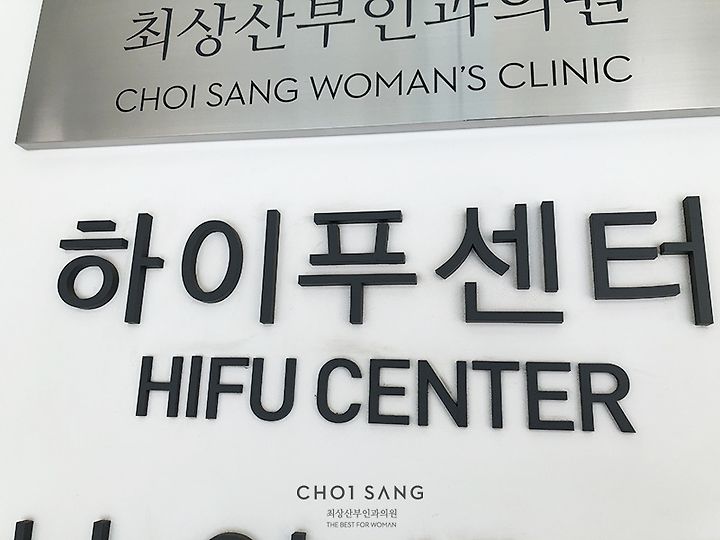 최상산부인과의원
CHOI SANG WOMAN'S CLINIC
하이푸센터
HIFU CENTER
CHOI SANG
최상산부인과의원
THE BEST FOR WOMAN